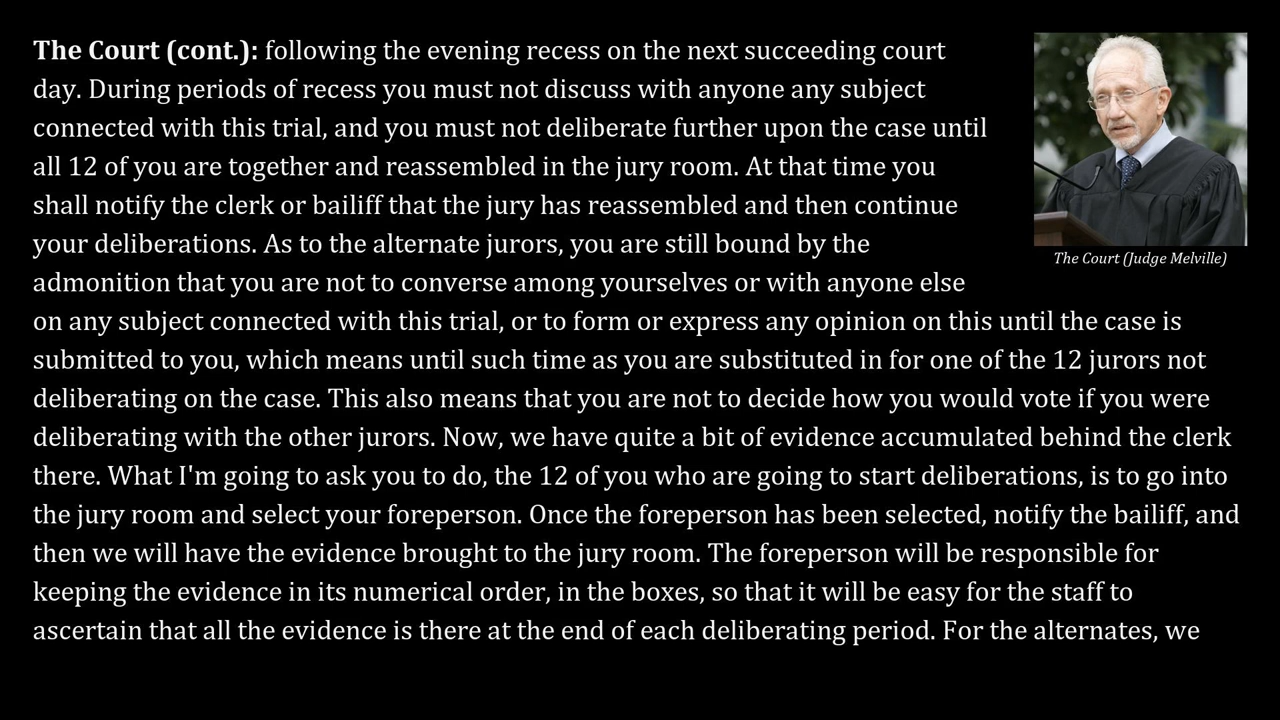 The Court (cont.): following the evening recess on the next succeeding court
day. During periods of recess you must not discuss with anyone any subject
connected with this trial, and you must not deliberate further upon the case until
all 12 of you are together and reassembled in the jury room. At that time you
shall notify the clerk or bailiff that the jury has reassembled and then continue
your deliberations. As to the alternate jurors, you are still bound by the
admonition that you are not to converse among yourselves or with anyone else
on any subject connected with this trial, or to form or express any opinion on this until the case is
submitted to you, which means until such time as you are substituted in for one of the 12 jurors not
deliberating on the case. This also means that you are not to decide how you would vote if you were
deliberating with the other jurors. Now, we have quite a bit of evidence accumulated behind the clerk
there. What I'm going to ask you to do, the 12 of you who are going to start deliberations, is to go into
the jury room and select your foreperson. Once the foreperson has been selected, notify the bailiff, and
then we will have the evidence brought to the jury room. The foreperson will be responsible for
keeping the evidence in its numerical order, in the boxes, so that it will be easy for the staff to
ascertain that all the evidence is there at the end of each deliberating period. For the alternates, we
The Court (Judge Melville)